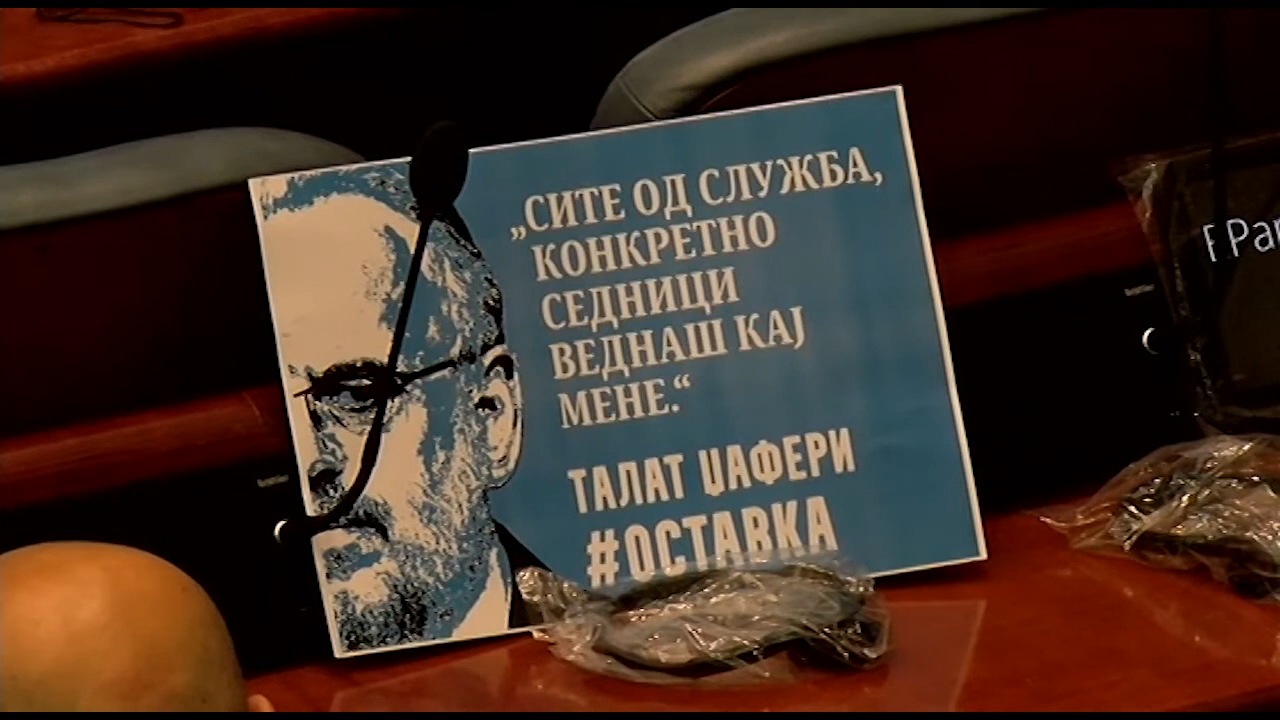 „СИТЕ ОД СЛУЖБА,
КОНКРЕТНО
СЕДНИЦИ
ВЕДНАШ КАЈ
МЕНЕ.“
ТАЛАТ ЏАФЕРИ
#ОСТАВКА